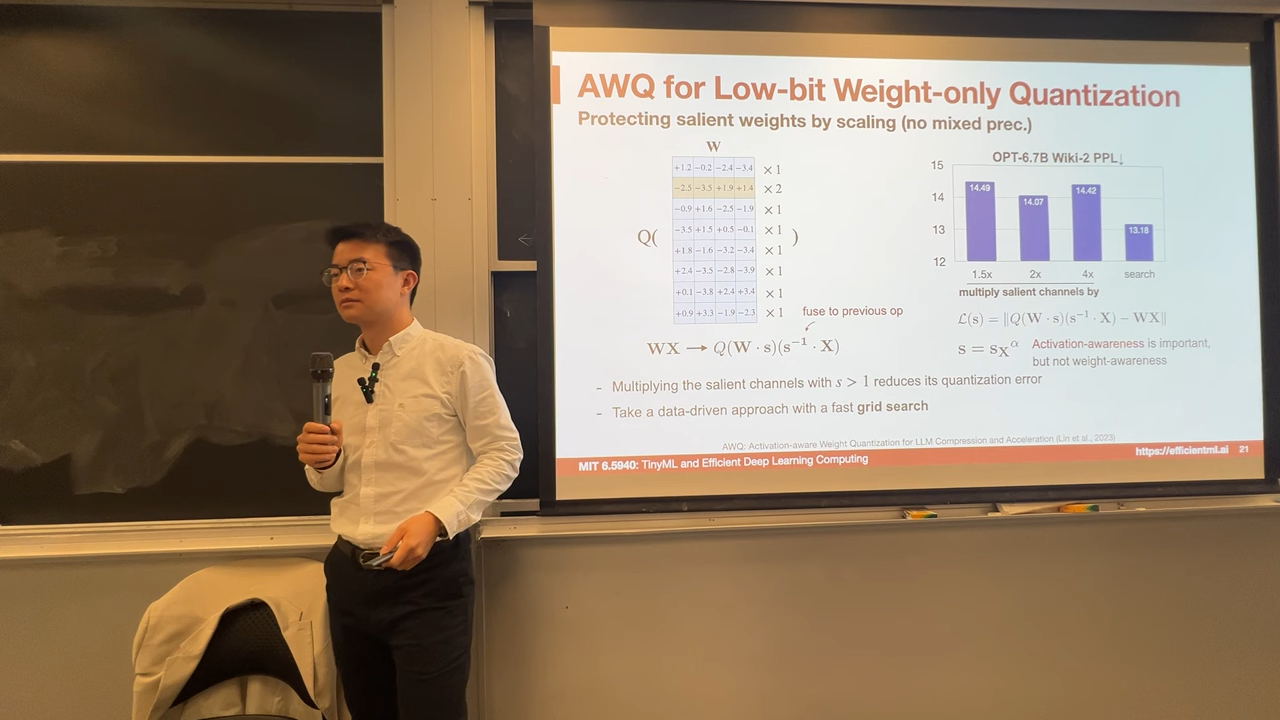 AWQ for Low-bit Weight-only Quantization
Protecting salient weights by scaling (no mixed prec.)
W
+1.2 −0.2 −2.4 −3.4 ×1
−2.5 −3.5 +1.9 +1.4 ×2
−0.9 +1.6 −2.5 −1.9 ×1
Q( −3.5 +1.5 +0.5 −0.1 ×1 )
+1.8 −1.6 −3.2 −3.4 ×1
+2.4 −3.5 −2.8 −3.9 ×1
+0.1 −3.8 +2.4 +3.4 ×1
+0.9 +3.3 −1.9 −2.3 ×1
fuse to previous op
WX → Q(W · s)(s⁻¹ · X)
OPT-6.7B Wiki-2 PPL↓
15
14
13
12
14.49 14.07 14.42 13.18
1.5x 2x 4x search
multiply salient channels by
ℒ(s) = ‖Q(W · s)(s⁻¹ · X) − WX‖
s = s_X^α Activation-awareness is important,
but not weight-awareness
- Multiplying the salient channels with s > 1 reduces its quantization error
- Take a data-driven approach with a fast grid search
AWQ: Activation-aware Weight Quantization for LLM Compression and Acceleration (Lin et al., 2023)
MIT 6.5940: TinyML and Efficient Deep Learning Computing
https://efficientml.ai 21